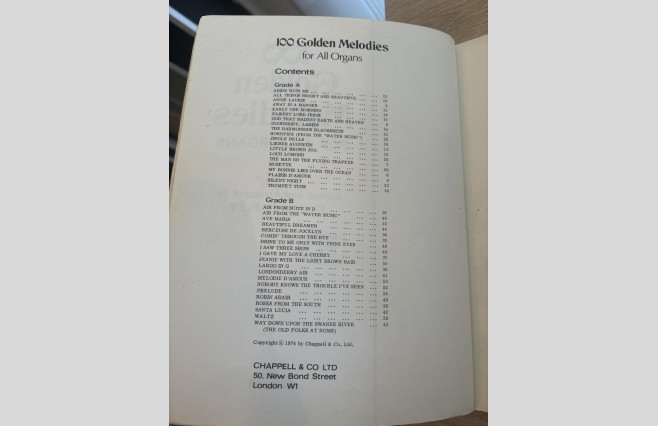 100 Golden Melodies
for All Organs
Contents
Grade A
ABIDE WITH ME ... ... ... ... ... ...
ALL THINGS BRIGHT AND BEAUTIFUL ... ...
ANNIE LAURIE ... ... ... ... ... ...
AWAY IN A MANGER ... ... ... ... ...
EARLY ONE MORNING ... ... ... ... ...
FAIREST LORD JESUS ... ... ... ... ...
GOD THAT MADEST EARTH AND HEAVEN ...
GOODNIGHT, LADIES ... ... ... ... ...
THE HARMONIOUS BLACKSMITH ... ...
HORNPIPE (FROM THE "WATER MUSIC") ...
JINGLE BELLS ... ... ... ... ...
LIEBER AUGUSTIN ... ... ... ... ...
LITTLE BROWN JUG ... ... ... ... ...
LOCH LOMOND ... ... ... ... ...
THE MAN ON THE FLYING TRAPEZE ... ...
MUSETTE ... ... ... ... ... ...
MY BONNIE LIES OVER THE OCEAN ... ...
PLAISIR D'AMOUR ... ... ... ... ...
SILENT NIGHT ... ... ... ... ...
TRUMPET TUNE ... ... ... ... ...
Grade B
AIR FROM SUITE IN D ... ... ... ...
AIR FROM THE "WATER MUSIC" ... ... ...
AVE MARIA ... ... ... ... ...
BEAUTIFUL DREAMER ... ... ... ...
BERCEUSE DE JOCELYN ... ... ... ...
COMIN' THROUGH THE RYE ... ... ...
DRINK TO ME ONLY WITH THINE EYES ...
I SAW THREE SHIPS ... ... ... ...
I GAVE MY LOVE A CHERRY ... ... ...
JEANIE WITH THE LIGHT BROWN HAIR ...
LARGO IN G ... ... ... ... ...
LONDONDERRY AIR ... ... ... ...
MELODIE D'AMOUR ... ... ... ...
NOBODY KNOWS THE TROUBLE I'VE SEEN
PRELUDE ... ... ... ... ...
ROBIN ADAIR ... ... ... ... ...
ROSES FROM THE SOUTH ... ... ...
SANTA LUCIA ... ... ... ... ...
WALTZ ... ... ... ... ...
WAY DOWN UPON THE SWANEE RIVER ...
(THE OLD FOLKS AT HOME)
Copyright © 1974 by Chappell & Co. Ltd.
CHAPPELL & CO LTD
50, New Bond Street
London W1